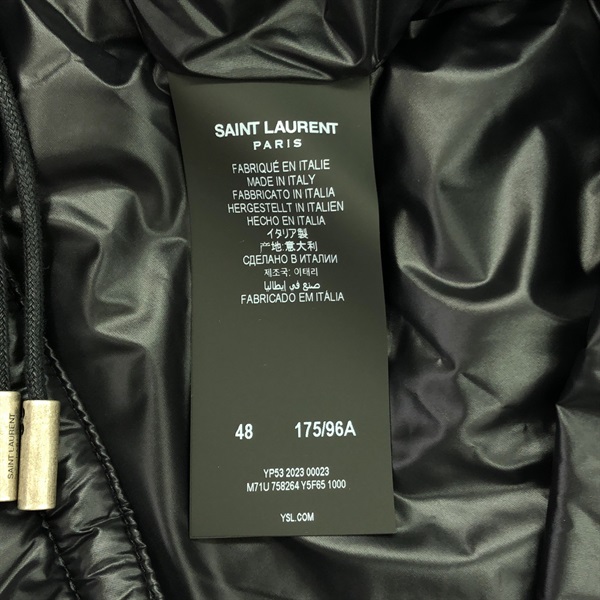 SAINT LAURENT
PARIS
FABRIQUÉ EN ITALIE
MADE IN ITALY
FABBRICATO IN ITALIA
HERGESTELLT IN ITALIEN
HECHO EN ITALIA
イタリア製
产地:意大利
СДЕЛАНО В ИТАЛИИ
제조국: 이태리
صنع في إيطاليا
FABRICADO EM ITÁLIA
48 175/96A
YP53 2023 00023
M71U 758264 Y5F65 1000
YSL.COM
SAINT LAURENT